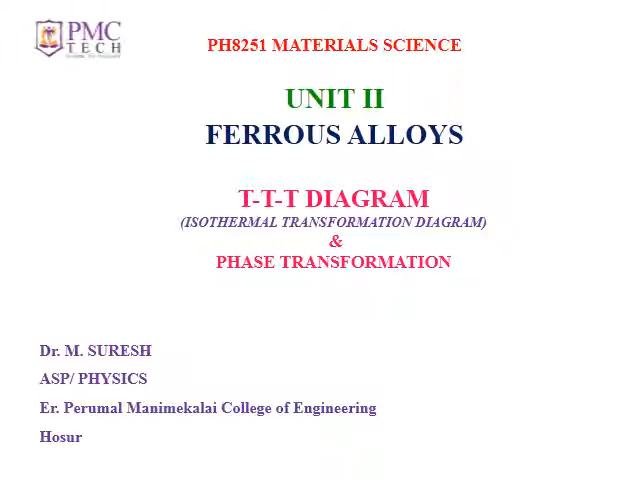 PMC
TECH
PH8251 MATERIALS SCIENCE
UNIT II
FERROUS ALLOYS
T-T-T DIAGRAM
(ISOTHERMAL TRANSFORMATION DIAGRAM)
&
PHASE TRANSFORMATION
Dr. M. SURESH
ASP/ PHYSICS
Er. Perumal Manimekalai College of Engineering
Hosur